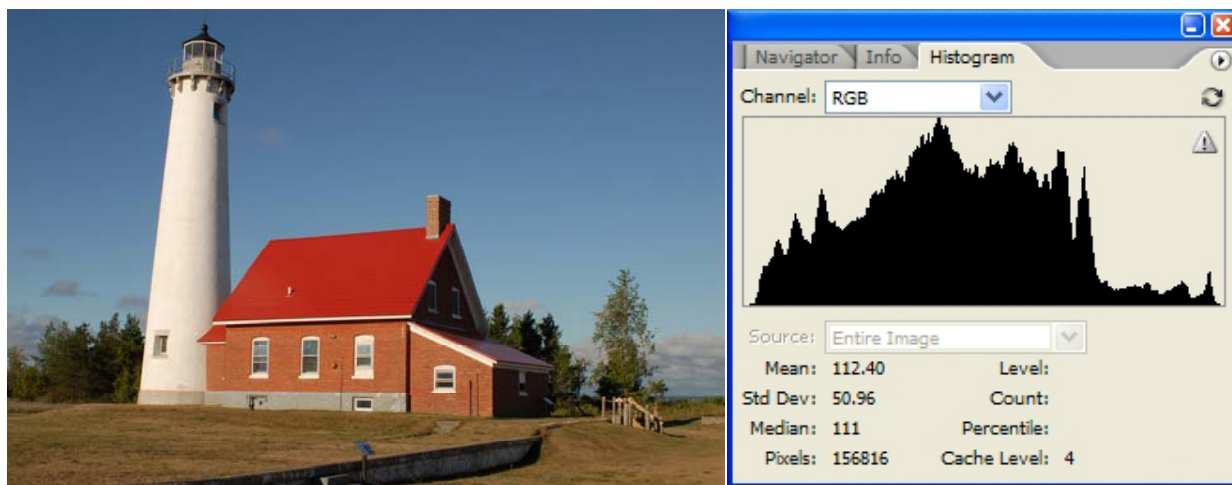 Navigator Info Histogram
Channel: RGB
Source: Entire Image
Mean: 112.40 Level:
Std Dev: 50.96 Count:
Median: 111 Percentile:
Pixels: 156816 Cache Level: 4